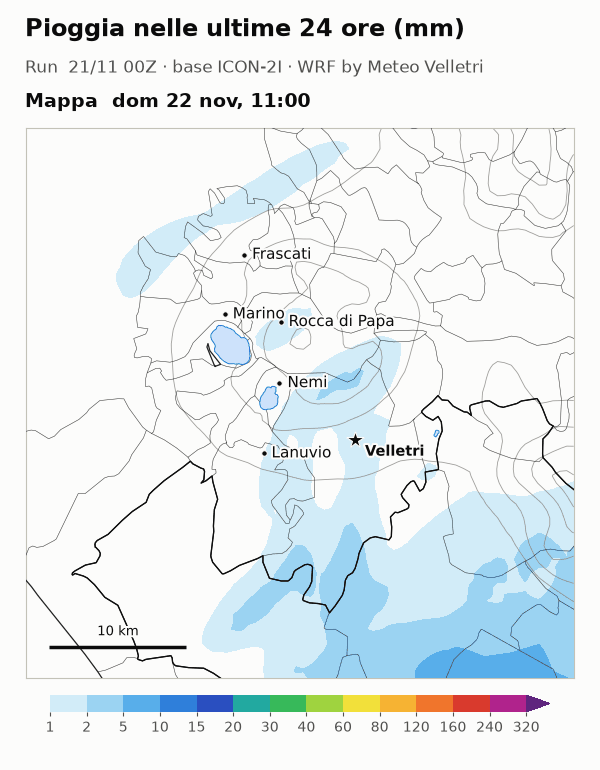 Pioggia nelle ultime 24 ore (mm)
Run  21/11 00Z · base ICON-2I · WRF by Meteo Velletri
Mappa  dom 22 nov, 11:00
Frascati
Marino
Rocca di Papa
Nemi
Velletri
Lanuvio
10 km
1 2 5 10 15 20 30 40 60 80 120 160 240 320